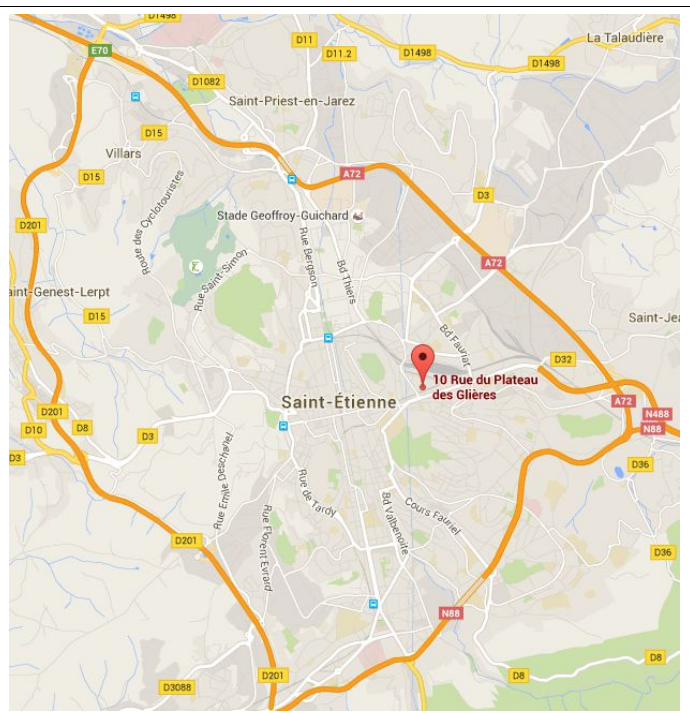 D1498
D11
D11.2
D1498
La Talaudière
E70
D1498
D1082
Saint-Priest-en-Jarez
D15
Villars
D15
A72
D3
Route des Cyclotouristes
Stade Geoffroy-Guichard
D201
Rue Bergson
Bd Thiers
Rue Saint-Simon
A72
aint-Genest-Lerpt
D15
Saint-Jea
Bd Fauriat
D32
10 Rue du Plateau
des Glières
Saint-Étienne
A72
D201
D10
D8
D3
N488
N88
D3
D36
Rue Emile Deschanel
Rue de Tardy
Rue Florent Evrard
Bd Valbenoite
Cours Fauriel
D201
D36
N88
D8
D201
D8
D3088